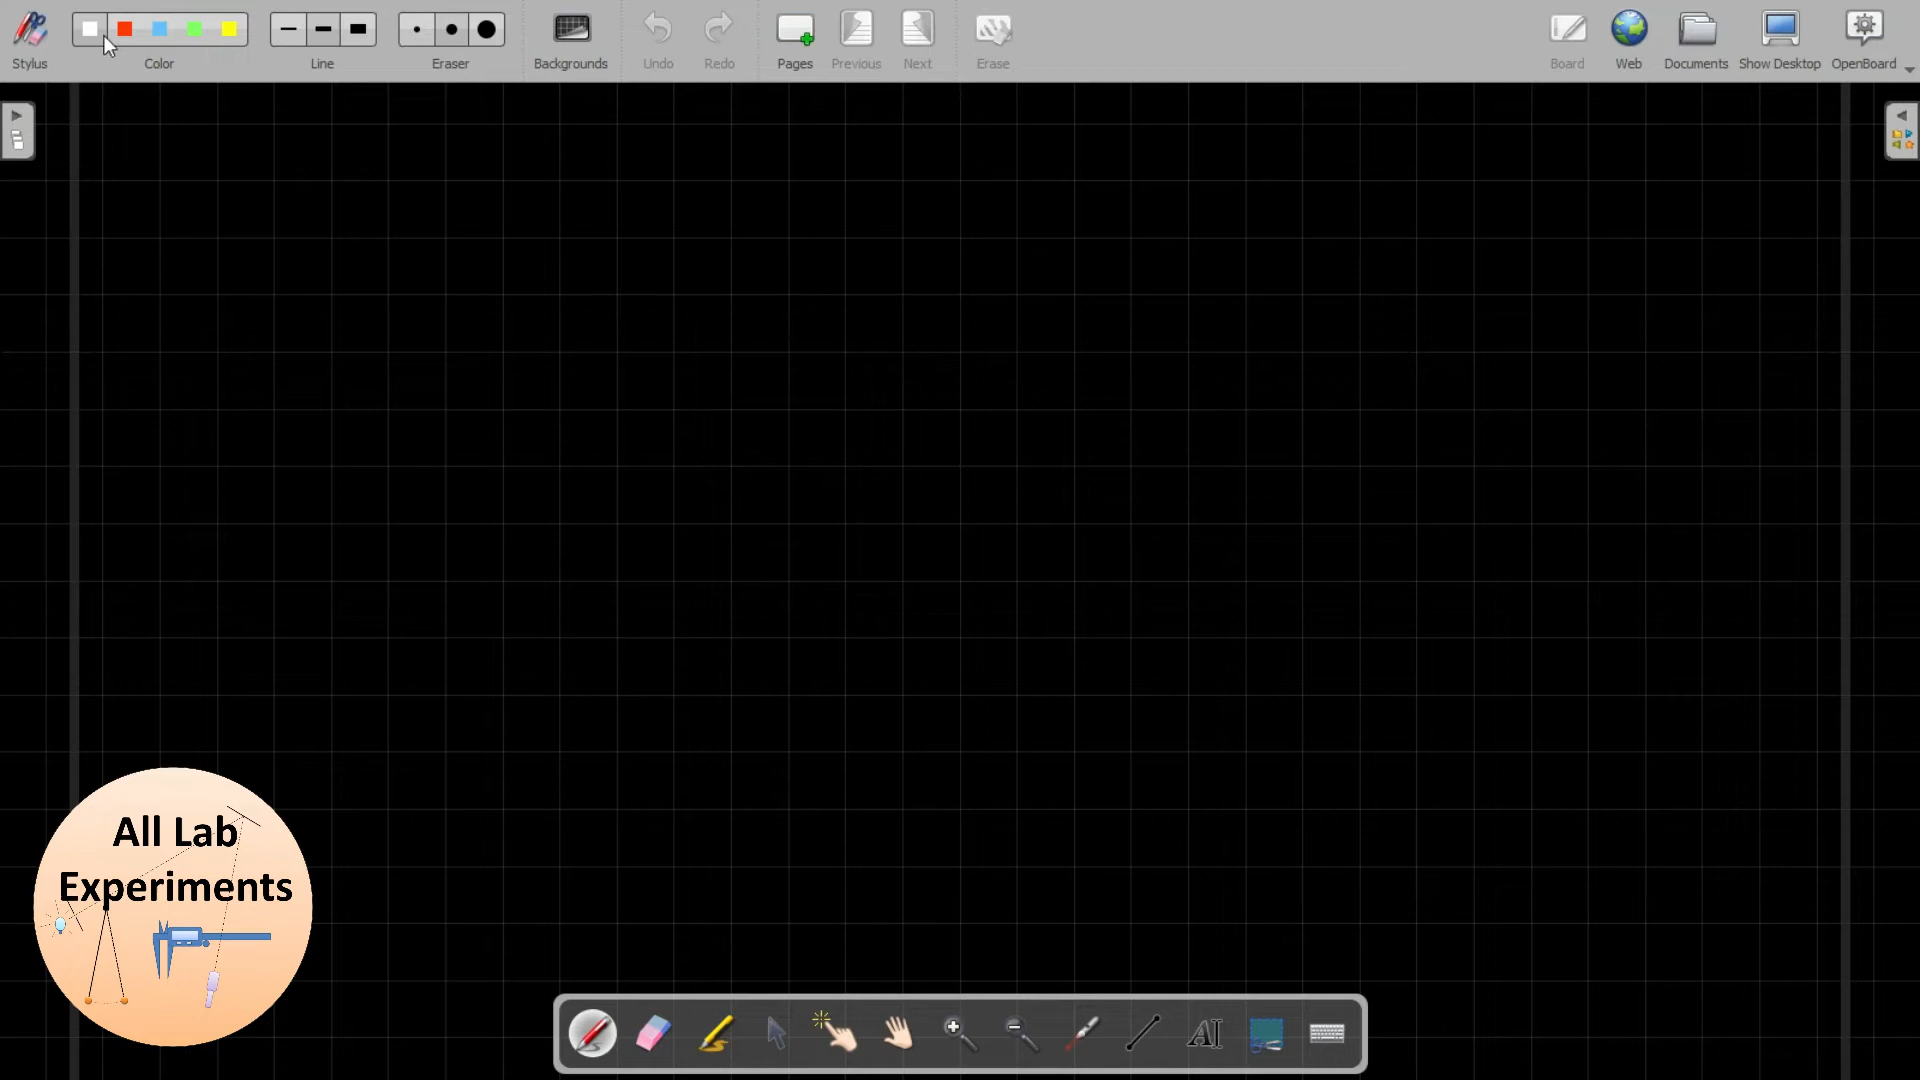 Stylus
Color
Line
Eraser
Backgrounds
Undo
Redo
Pages
Previous
Next
Erase
Board
Web
Documents
Show Desktop
OpenBoard
All Lab
Experiments
AI